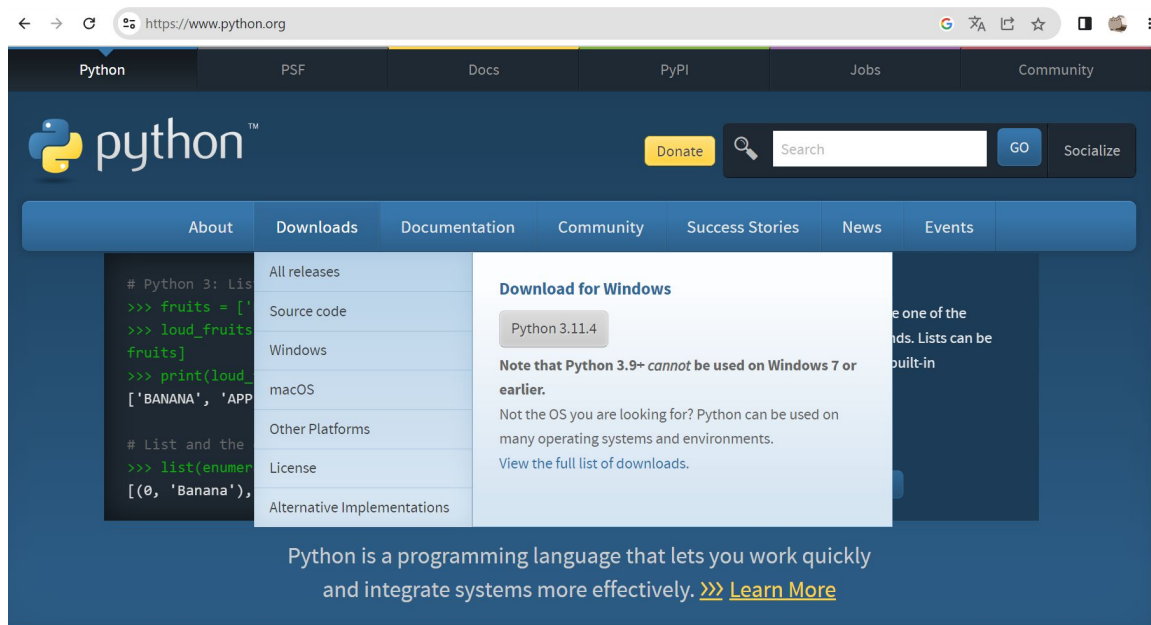 https://www.python.org
Python PSF Docs PyPI Jobs Community
python™
Donate Search GO Socialize
About Downloads Documentation Community Success Stories News Events
# Python 3: Lis
>>> fruits = ['
>>> loud_fruits
fruits]
>>> print(loud_
['BANANA', 'APP
# List and the
>>> list(enumer
[(0, 'Banana'),
All releases
Source code
Windows
macOS
Other Platforms
License
Alternative Implementations
Download for Windows
Python 3.11.4
Note that Python 3.9+ cannot be used on Windows 7 or
earlier.
Not the OS you are looking for? Python can be used on
many operating systems and environments.
View the full list of downloads.
e one of the
ds. Lists can be
uilt-in
Python is a programming language that lets you work quickly
and integrate systems more effectively. >>> Learn More